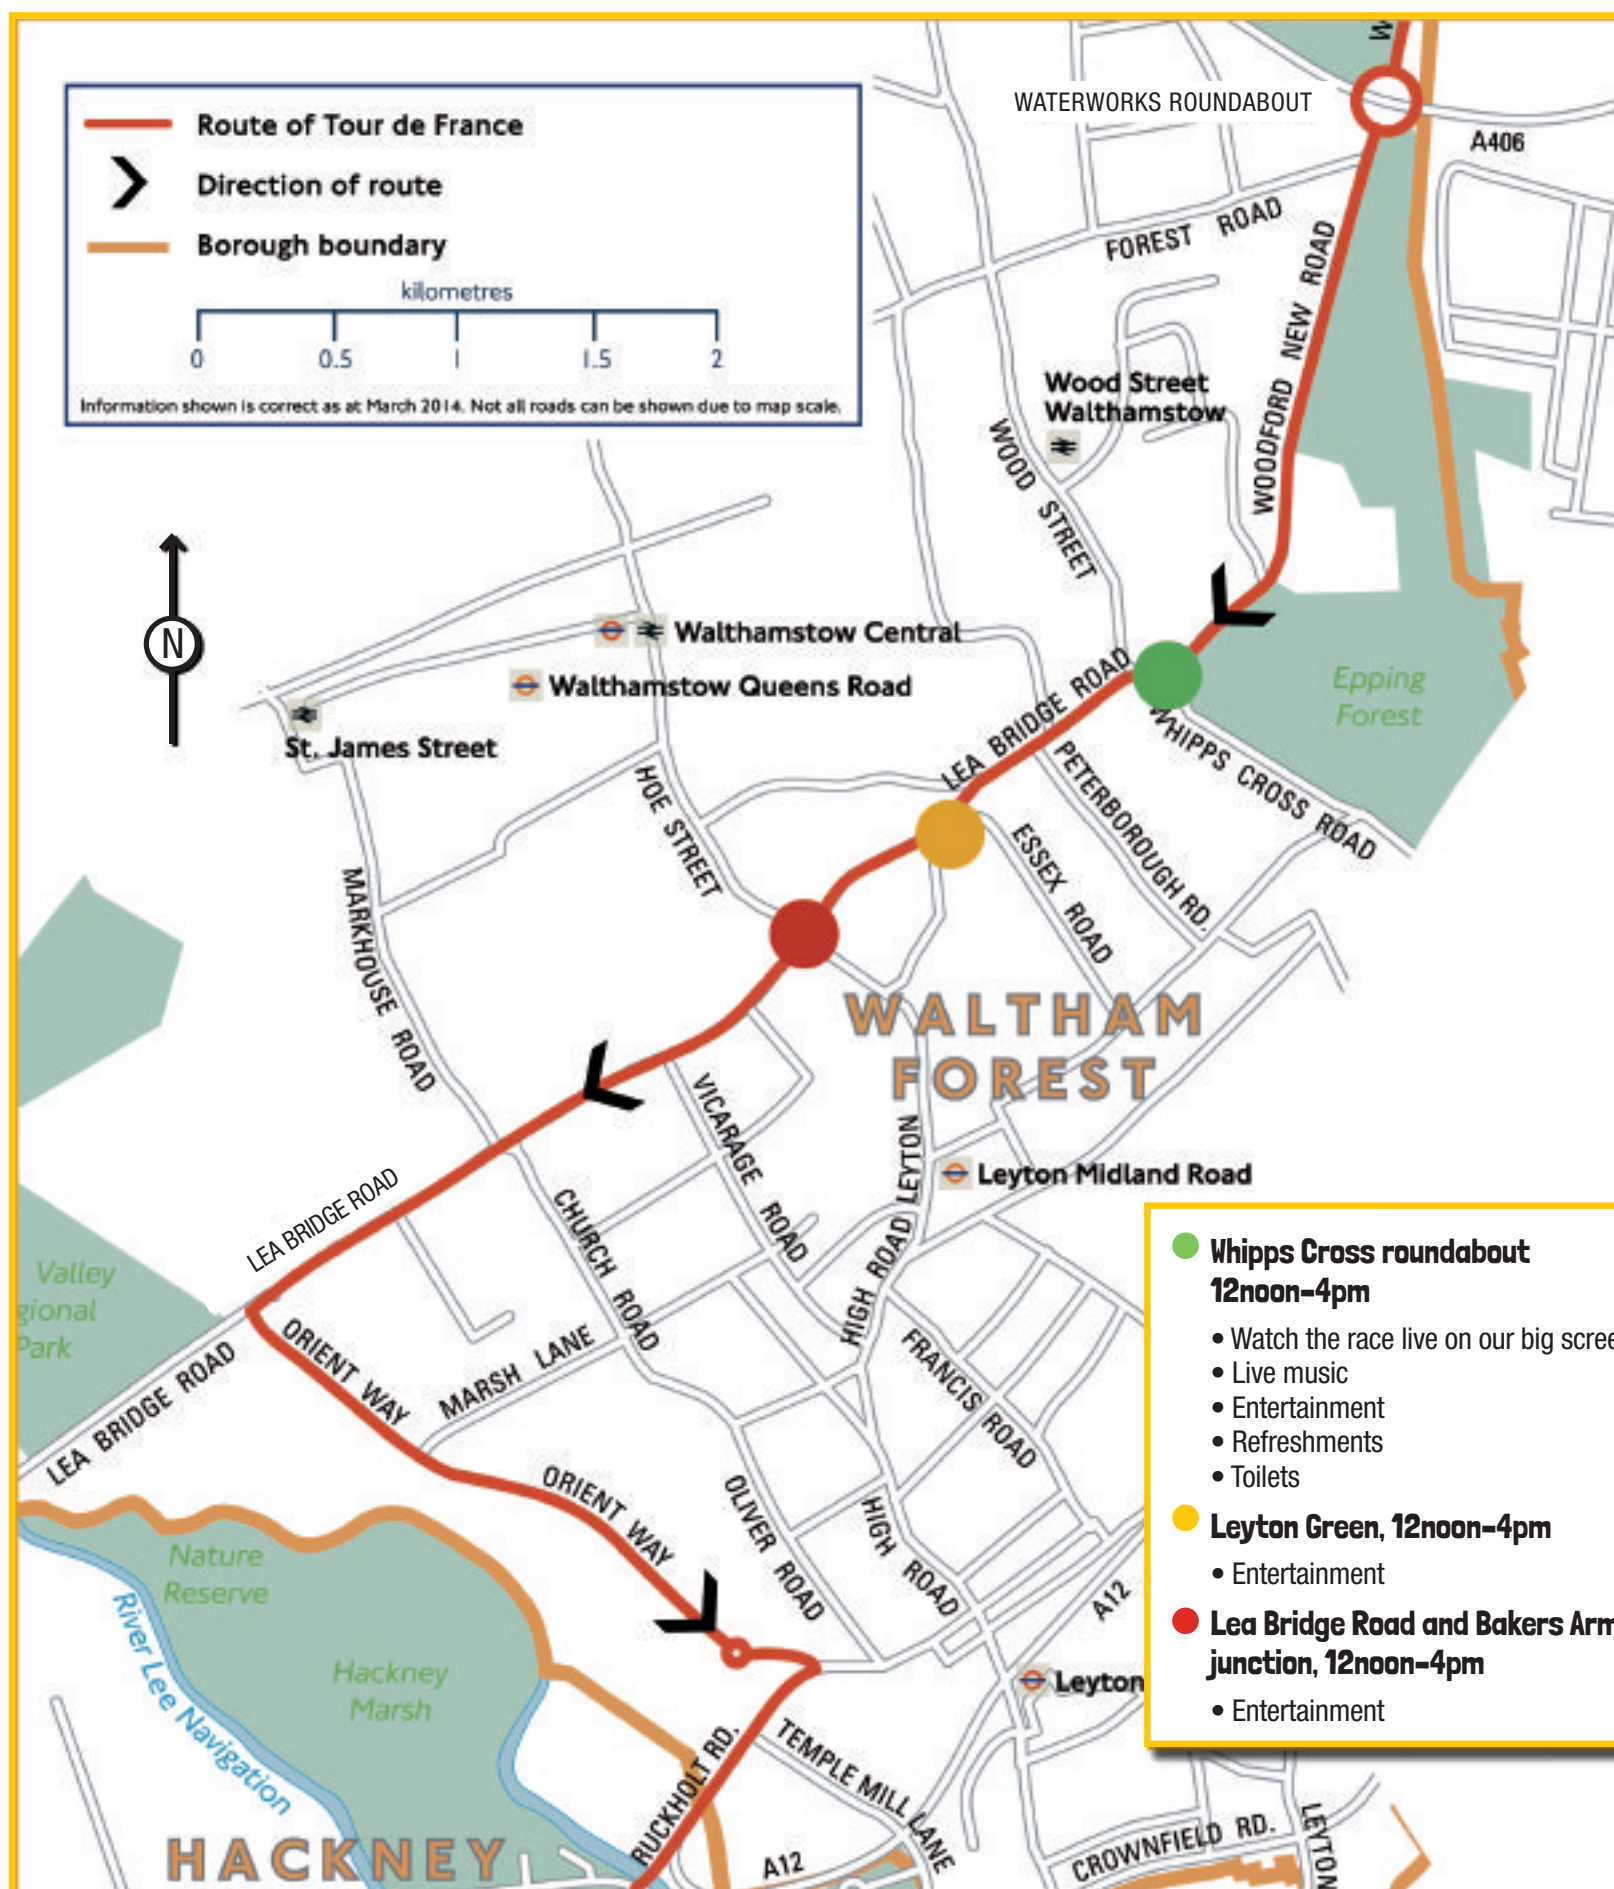 W
WATERWORKS ROUNDABOUT
A406
Route of Tour de France
Direction of route
Borough boundary
kilometres
0 0.5 1 1.5 2
Information shown is correct as at March 2014. Not all roads can be shown due to map scale.
FOREST ROAD
WOODFORD NEW ROAD
Wood Street
Walthamstow
WOOD STREET
N
Walthamstow Central
Walthamstow Queens Road
St. James Street
LEA BRIDGE ROAD
Epping
Forest
WHIPPS CROSS ROAD
PETERBOROUGH RD.
HOE STREET
ESSEX ROAD
MARKHOUSE ROAD
WALTHAM
FOREST
VICARAGE ROAD
Leyton Midland Road
LEA BRIDGE ROAD
CHURCH ROAD
HIGH ROAD LEYTON
Valley
gional
Park
ORIENT WAY
MARSH LANE
FRANCIS ROAD
LEA BRIDGE ROAD
ORIENT WAY
OLIVER ROAD
HIGH ROAD
A12
Nature
Reserve
River Lee Navigation
Hackney
Marsh
Leyton
RUCKHOLT RD.
TEMPLE MILL LANE
HACKNEY
A12
CROWNFIELD RD.
LEYTON
Whipps Cross roundabout
12noon–4pm
• Watch the race live on our big scree
• Live music
• Entertainment
• Refreshments
• Toilets
Leyton Green, 12noon–4pm
• Entertainment
Lea Bridge Road and Bakers Arm
junction, 12noon–4pm
• Entertainment